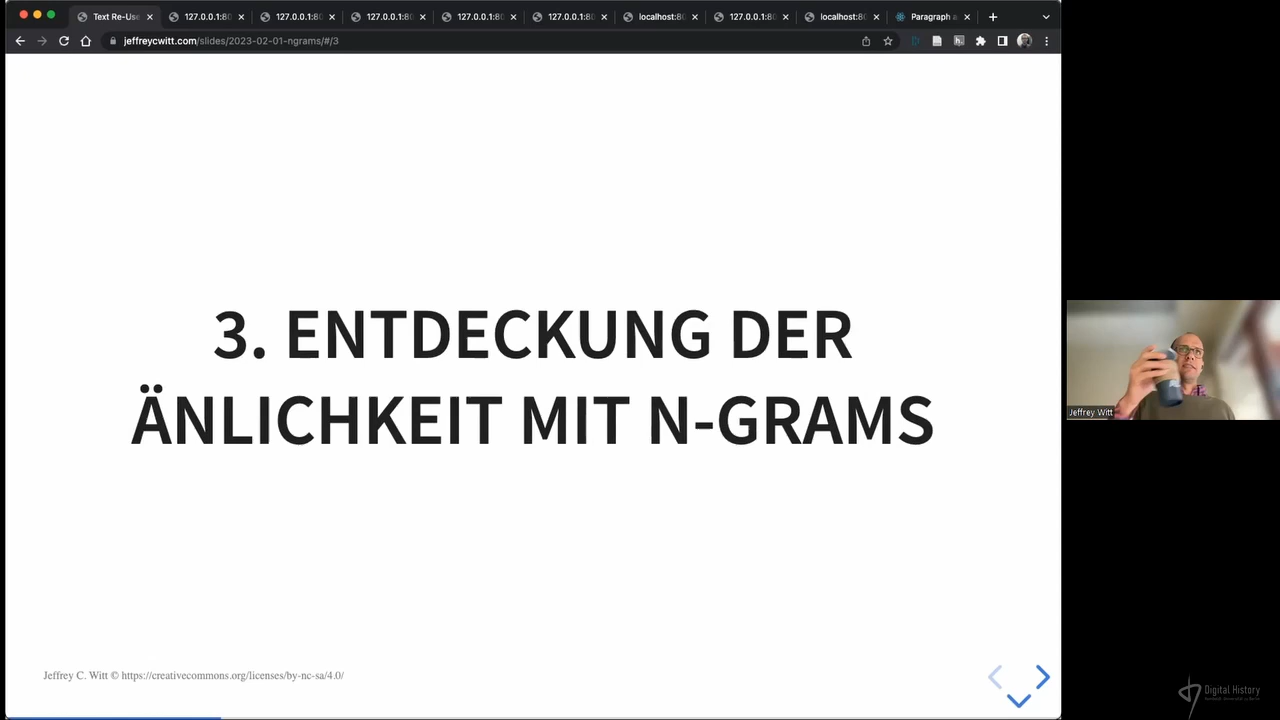 Text Re-Use
127.0.0.1:80
127.0.0.1:80
127.0.0.1:80
127.0.0.1:80
127.0.0.1:80
localhost:80
127.0.0.1:80
localhost:80
Paragraph a
jeffreycwitt.com/slides/2023-02-01-ngrams/#/3
3. ENTDECKUNG DER
ÄNLICHKEIT MIT N-GRAMS
Jeffrey Witt
Jeffrey C. Witt © https://creativecommons.org/licenses/by-nc-sa/4.0/
Digital History